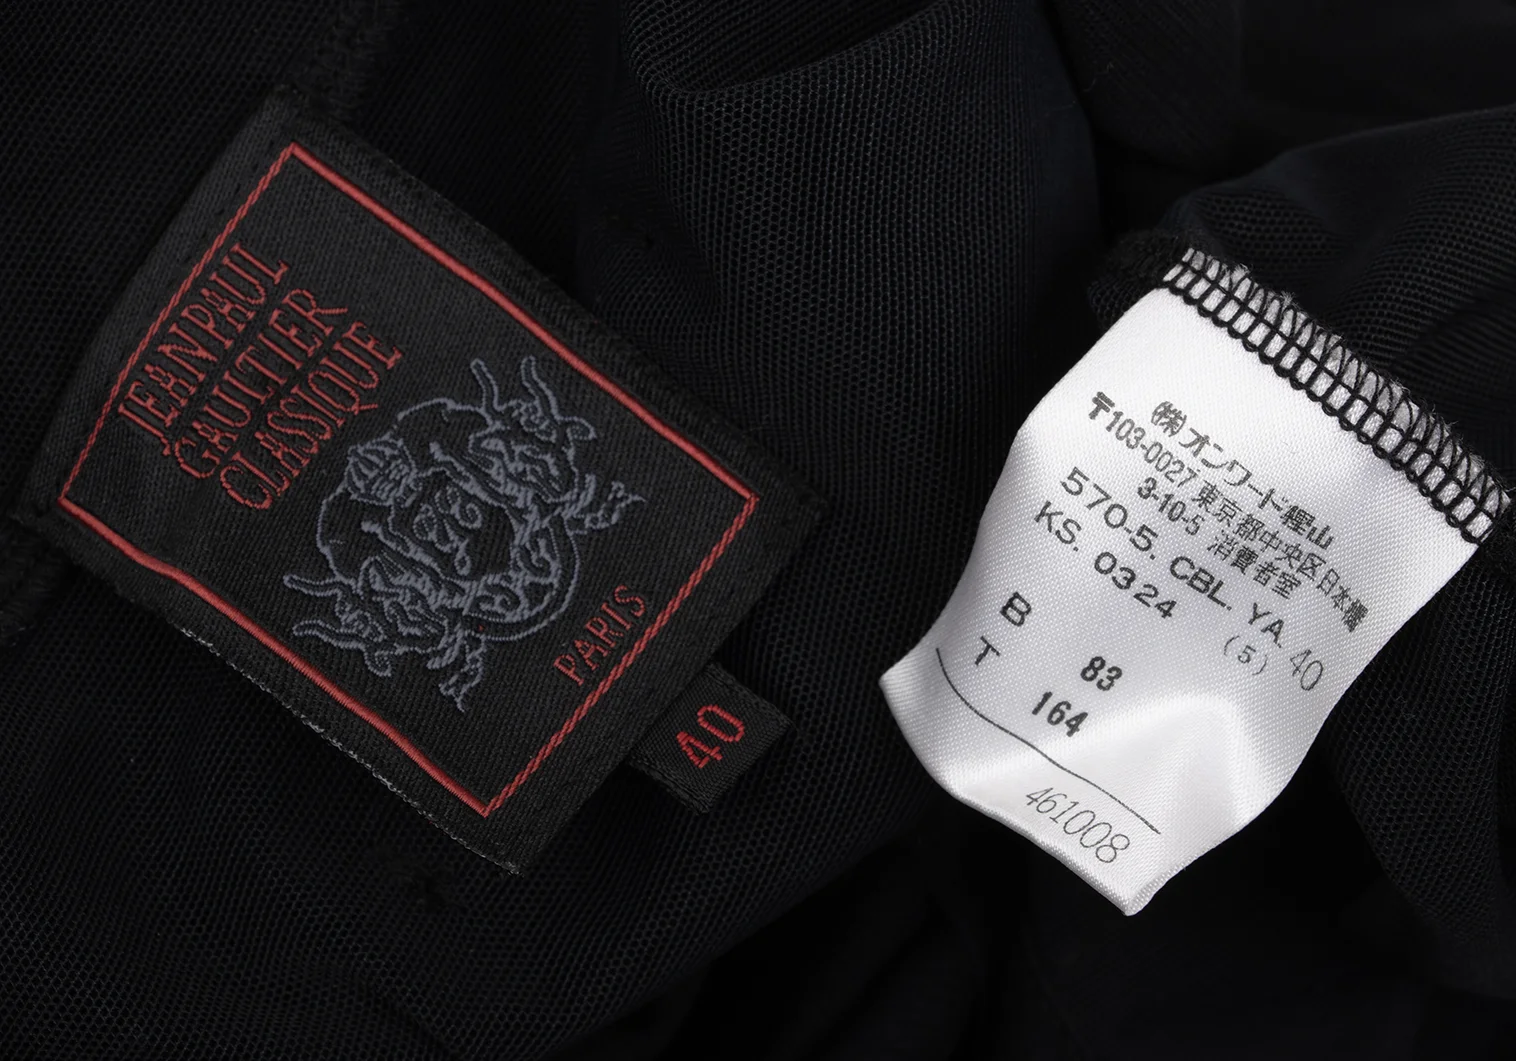 JEAN PAUL
GAULTIER
CLASSIQUE
PARIS
40
(株)オンワード樫山
〒103-0027 東京都中央区日本橋
3-10-5 消費者室
570-5. CBL. YA. 40
KS. 0324 (5)
B 83
T 164
461008